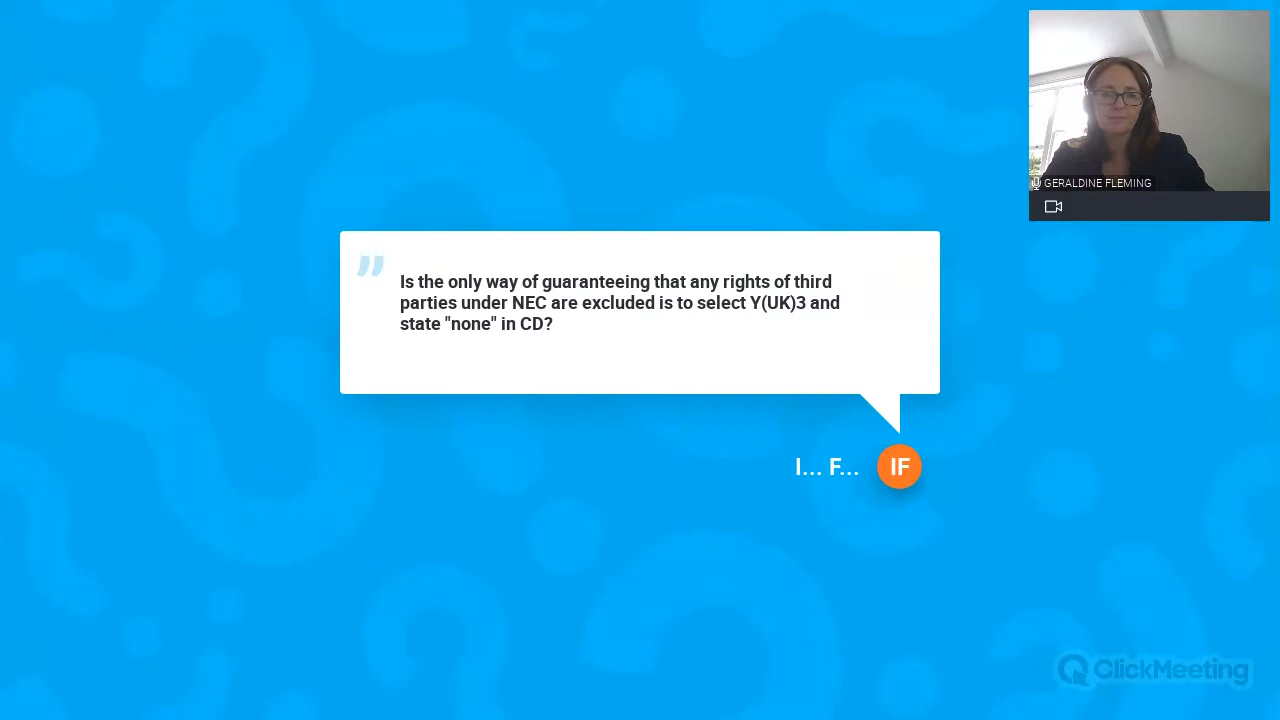 GERALDINE FLEMING
Is the only way of guaranteeing that any rights of third
parties under NEC are excluded is to select Y(UK)3 and
state "none" in CD?
I... F... IF
ClickMeeting